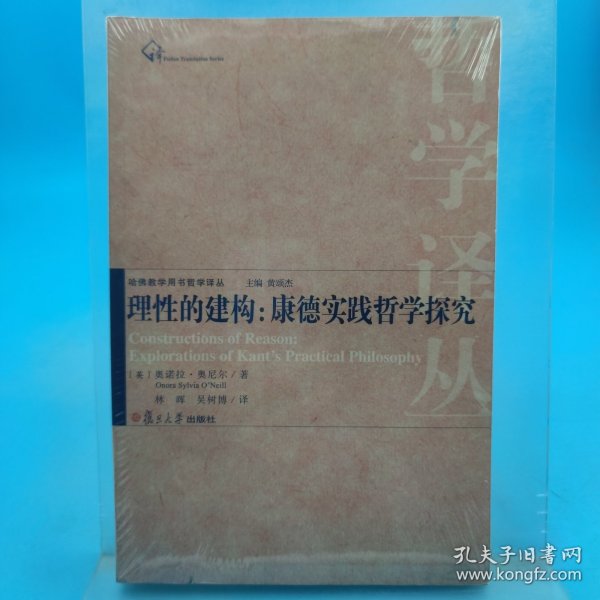 译 Fudan Translation Series
哲学译丛
哈佛教学用书哲学译丛 主编 黄颂杰
理性的建构：康德实践哲学探究
Constructions of Reason:
Explorations of Kant's Practical Philosophy
［英］奥诺拉·奥尼尔／著
Onora Sylvia O'Neill
林晖 吴树博／译
復旦大学出版社
孔夫子旧书网
www.kongfz.com